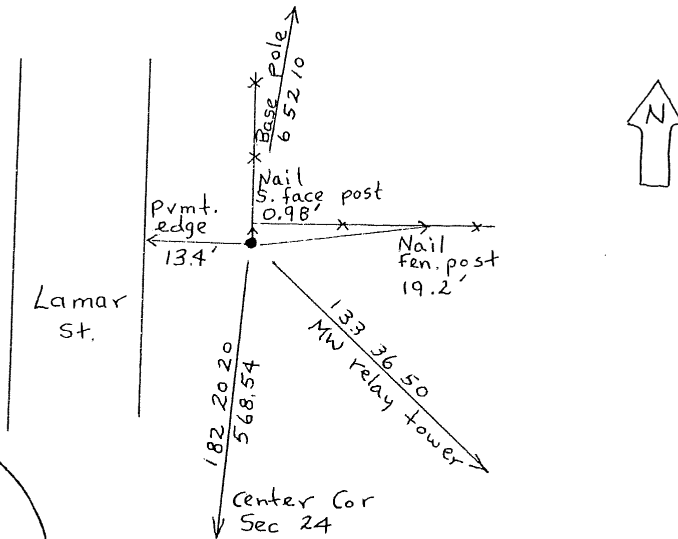 Base Pole
6 52 10
N
Nail
S. face post
0.98'
Pvmt.
edge
13.4'
Nail
Fen. post
19.2'
Lamar
St.
133 36 50
MW relay tower
182 20 20
568.54
Center Cor
Sec 24